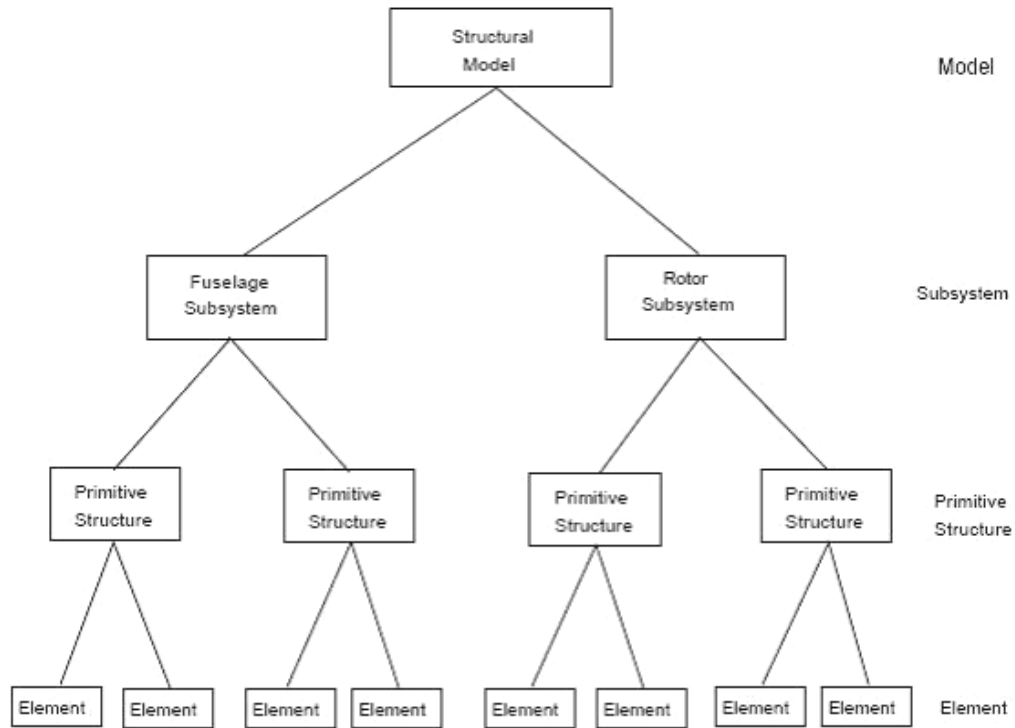 Structural
Model
Model
Fuselage
Subsystem
Rotor
Subsystem
Subsystem
Primitive
Structure
Primitive
Structure
Primitive
Structure
Primitive
Structure
Primitive
Structure
Element
Element
Element
Element
Element
Element
Element
Element
Element